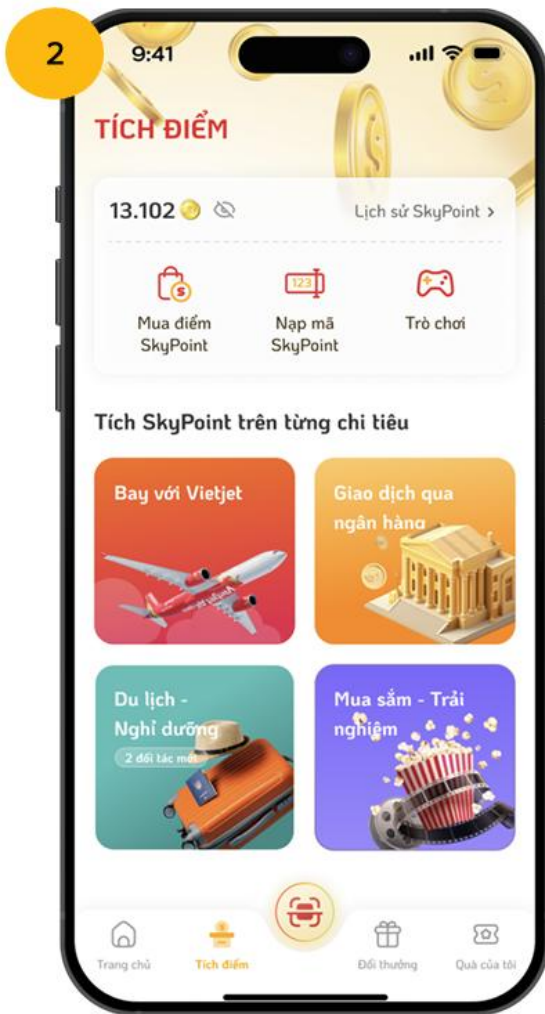 2
9:41
TÍCH ĐIỂM
13.102
Lịch sử SkyPoint >
Mua điểm
SkyPoint
123
Nạp mã
SkyPoint
Trò chơi
Tích SkyPoint trên từng chi tiêu
Bay với Vietjet
Giao dịch qua
ngân hàng
Du lịch -
Nghỉ dưỡng
2 đối tác mới
Mua sắm - Trải
nghiệm
Trang chủ
Tích điểm
Đổi thưởng
Quà của tôi